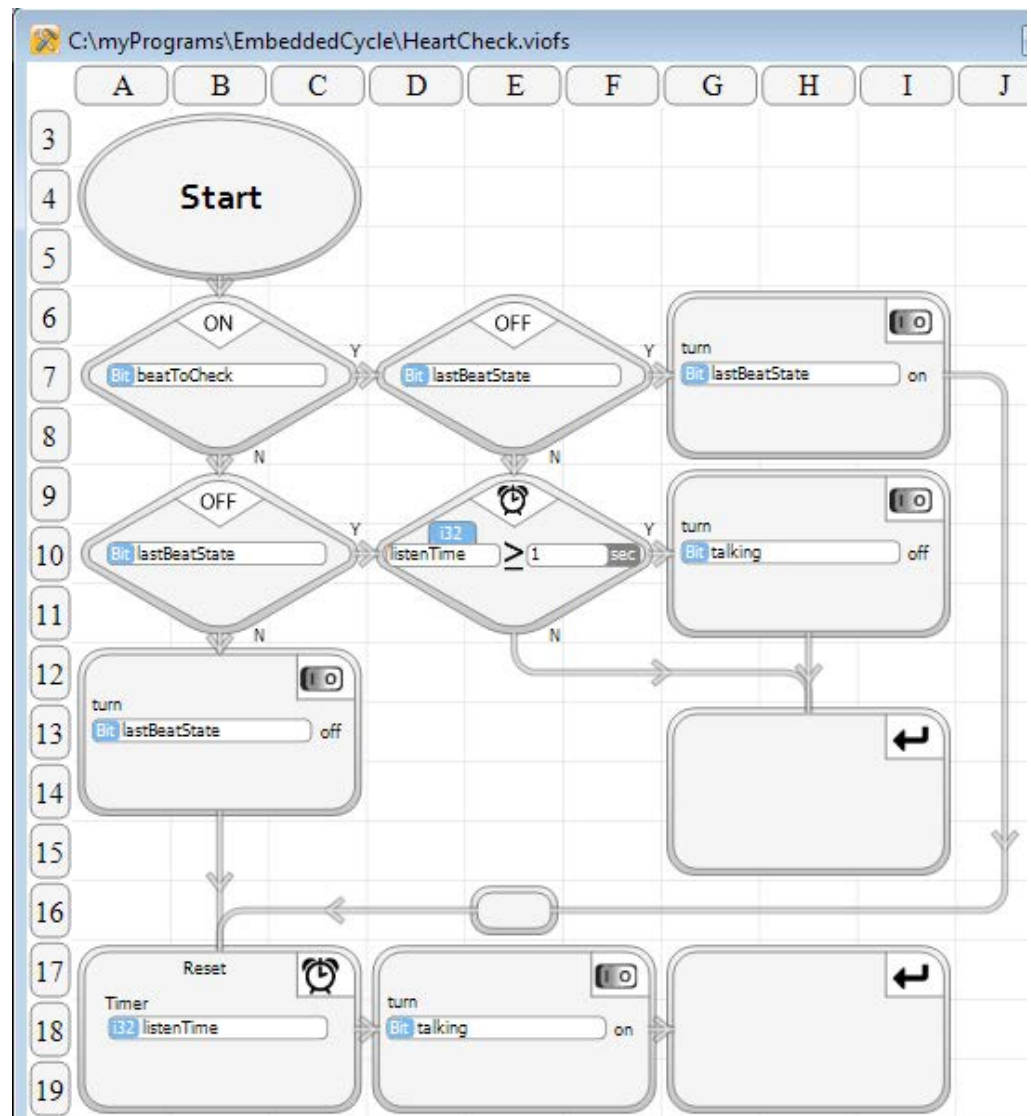 C:\myPrograms\EmbeddedCycle\HeartCheck.viofs
A B C D E F G H I J
3
4
5
6
7
8
9
10
11
12
13
14
15
16
17
18
19
Start
ON
Bit beatToCheck
Y
N
OFF
Bit lastBeatState
Y
N
turn
Bit lastBeatState on
OFF
Bit lastBeatState
Y
N
i32
listenTime ≥ 1 sec
Y
N
turn
Bit talking off
turn
Bit lastBeatState off
Reset
Timer
i32 listenTime
turn
Bit talking on